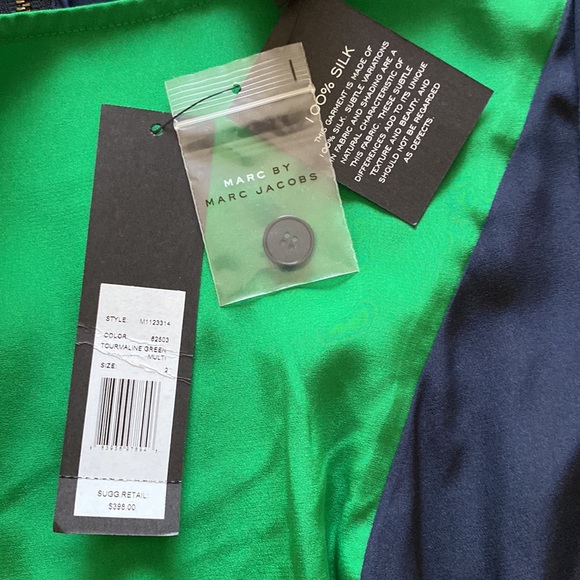 100% SILK
THIS GARMENT IS MADE OF
100% SILK. SUBTLE VARIATIONS
IN FABRIC AND SHADING ARE A
NATURAL CHARACTERISTIC OF
THIS FABRIC. THESE SUBTLE
DIFFERENCES ADD TO ITS UNIQUE
TEXTURE AND BEAUTY, AND
SHOULD NOT BE REGARDED
AS DEFECTS.
MARC BY
MARC JACOBS
STYLE: M1123314
COLOR: 62503
TOURMALINE GREEN
MULTI
SIZE: 2
SUGG.RETAIL:
$398.00